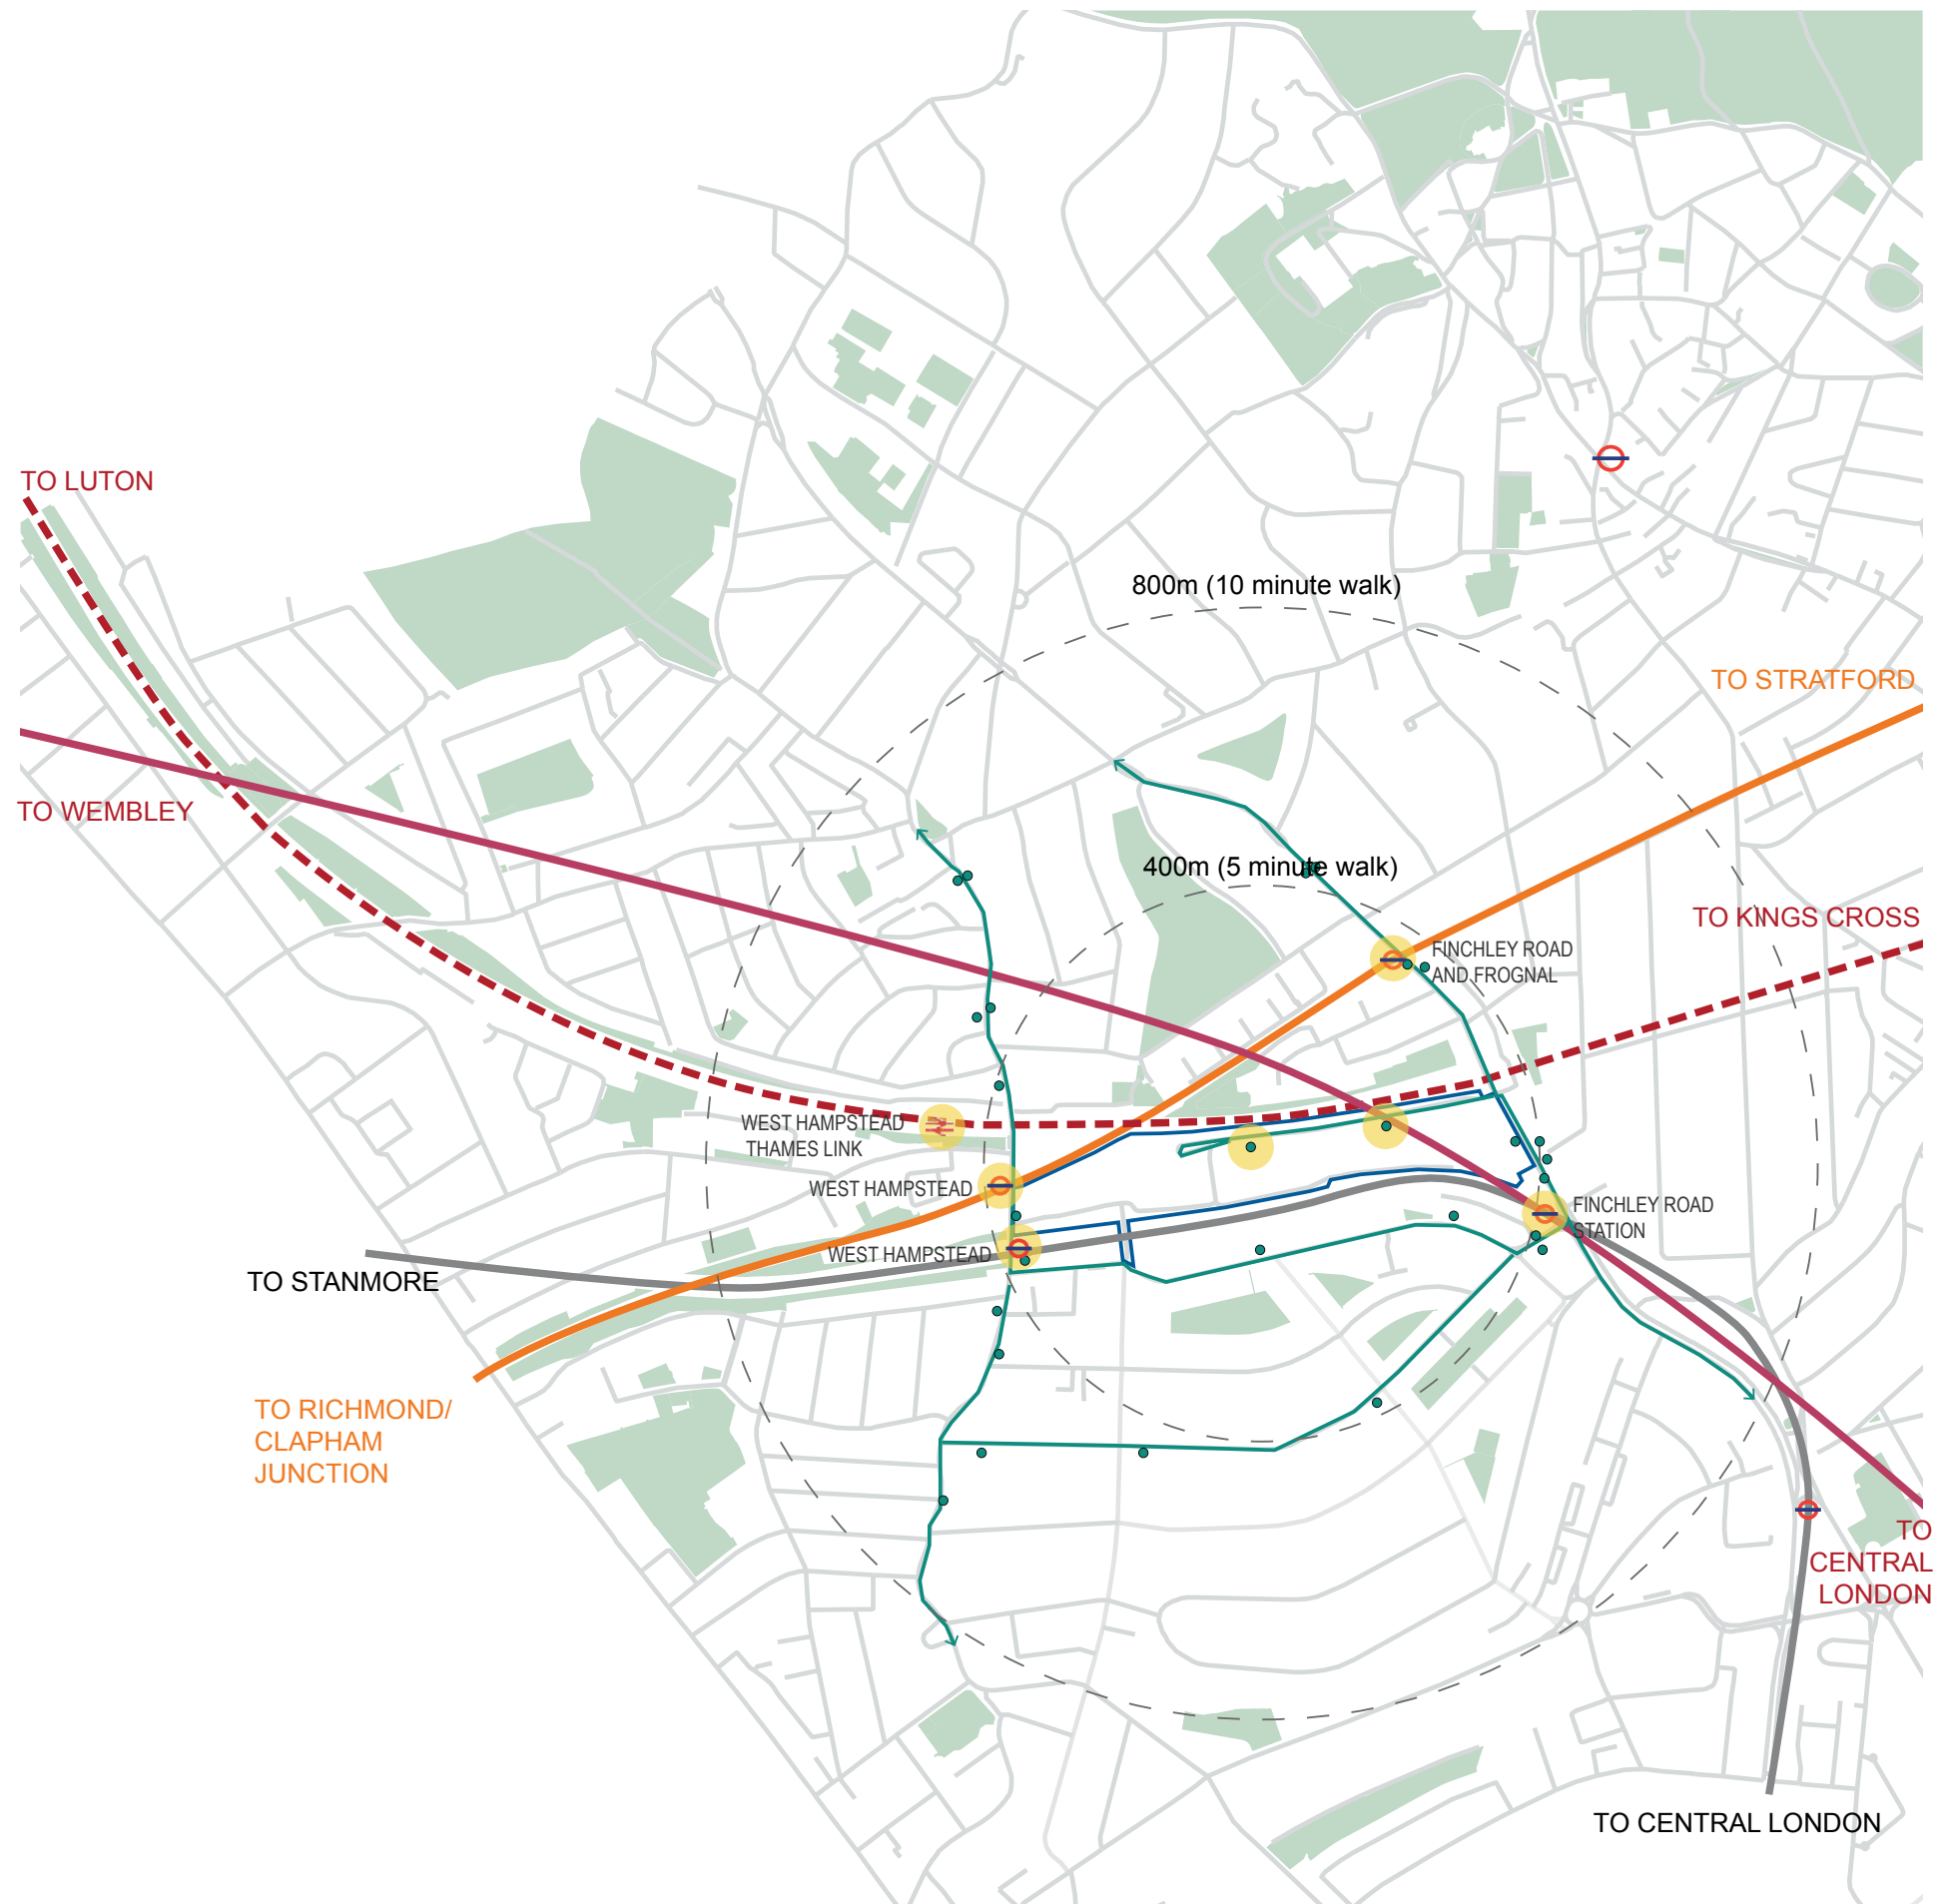 TO LUTON
800m (10 minute walk)
TO STRATFORD
TO WEMBLEY
400m (5 minute walk)
TO KINGS CROSS
FINCHLEY ROAD
AND FROGNAL
WEST HAMPSTEAD
THAMES LINK
WEST HAMPSTEAD
FINCHLEY ROAD
STATION
WEST HAMPSTEAD
TO STANMORE
TO RICHMOND/
CLAPHAM
JUNCTION
TO
CENTRAL
LONDON
TO CENTRAL LONDON